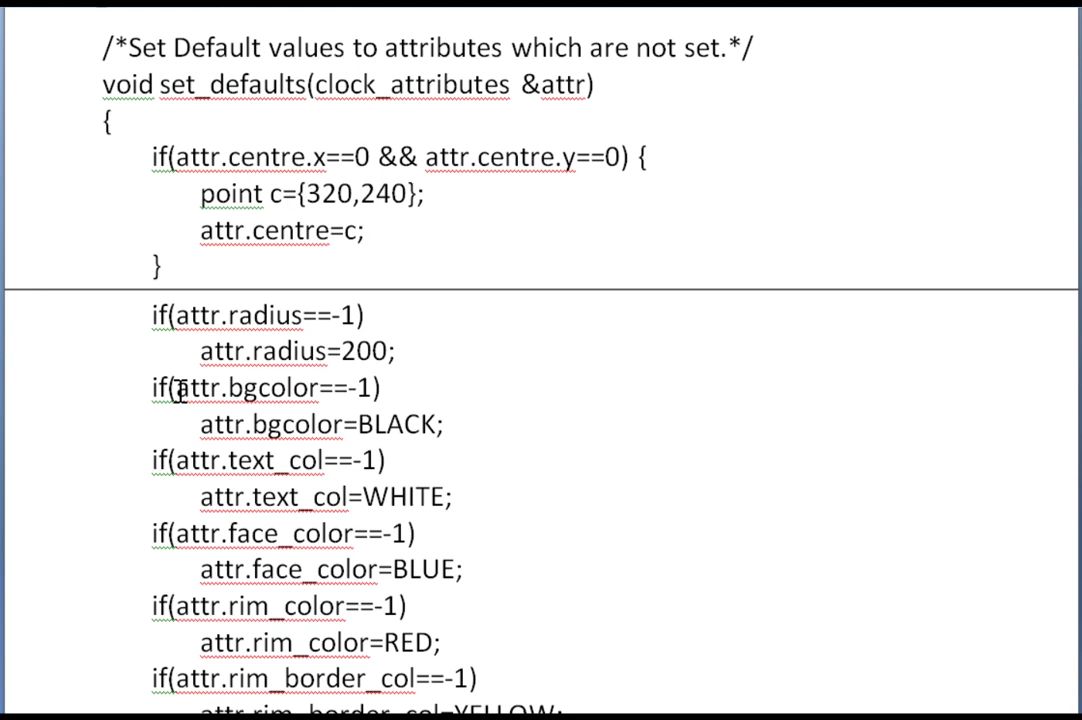 /*Set Default values to attributes which are not set.*/
void set_defaults(clock_attributes &attr)
{
if(attr.centre.x==0 && attr.centre.y==0) {
point c={320,240};
attr.centre=c;
}
if(attr.radius==-1)
attr.radius=200;
if(attr.bgcolor==-1)
attr.bgcolor=BLACK;
if(attr.text_col==-1)
attr.text_col=WHITE;
if(attr.face_color==-1)
attr.face_color=BLUE;
if(attr.rim_color==-1)
attr.rim_color=RED;
if(attr.rim_border_col==-1)
attr.rim_border_col=YELLOW;